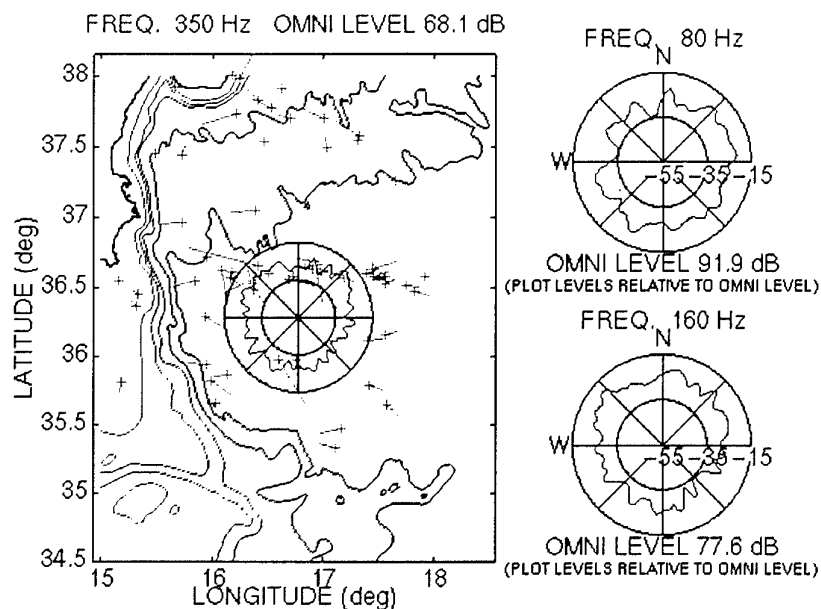 FREQ. 350 Hz OMNI LEVEL 68.1 dB
38
37.5
37
36.5
36
35.5
35
34.5
LATITUDE (deg)
15
16
17
18
LONGITUDE (deg)
FREQ. 80 Hz
N
W
-55 -35 -15
OMNI LEVEL 91.9 dB
(PLOT LEVELS RELATIVE TO OMNI LEVEL)
FREQ. 160 Hz
N
W
-55 -35 -15
OMNI LEVEL 77.6 dB
(PLOT LEVELS RELATIVE TO OMNI LEVEL)